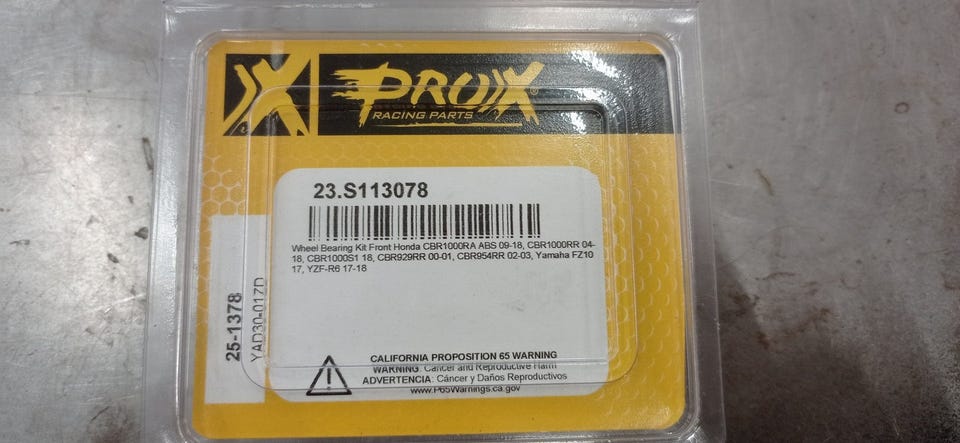 PROX
RACING PARTS
23.S113078
Wheel Bearing Kit Front Honda CBR1000RA ABS 09-18, CBR1000RR 04-
18, CBR1000S1 18, CBR929RR 00-01, CBR954RR 02-03, Yamaha FZ10
17, YZF-R6 17-18
25-1378
YAD30-017D
CALIFORNIA PROPOSITION 65 WARNING
WARNING: Cancer and Reproductive Harm
ADVERTENCIA: Cáncer y Daños Reproductivos
www.P65Warnings.ca.gov